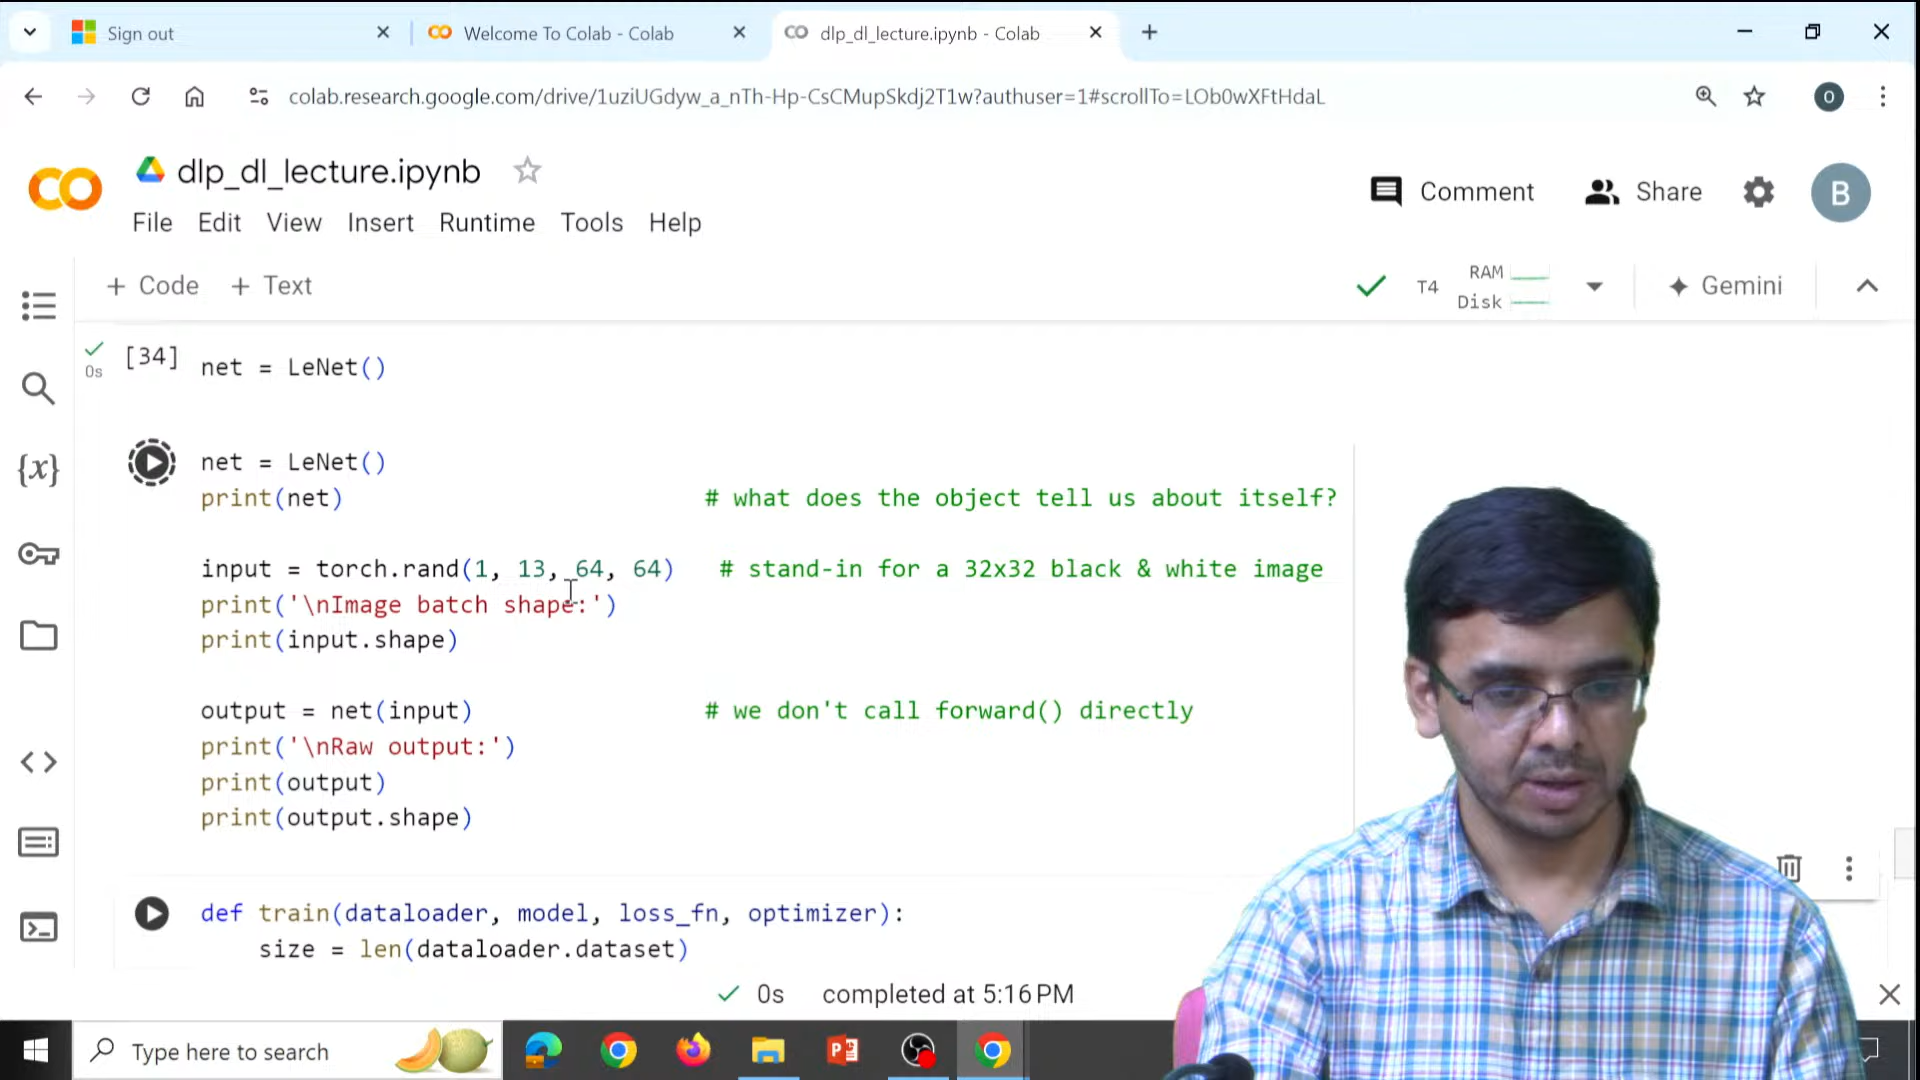 Sign out
Welcome To Colab - Colab
dlp_dl_lecture.ipynb - Colab
colab.research.google.com/drive/1uziUGdyw_a_nTh-Hp-CsCMupSkdj2T1w?authuser=1#scrollTo=LOb0wXFtHdaL
O
dlp_dl_lecture.ipynb
Comment
Share
B
File Edit View Insert Runtime Tools Help
+ Code + Text
T4
RAM
Disk
Gemini
[34]
0s
net = LeNet()
net = LeNet()
print(net) # what does the object tell us about itself?
input = torch.rand(1, 13, 64, 64) # stand-in for a 32x32 black & white image
print('\nImage batch shape:')
print(input.shape)
output = net(input) # we don't call forward() directly
print('\nRaw output:')
print(output)
print(output.shape)
def train(dataloader, model, loss_fn, optimizer):
size = len(dataloader.dataset)
0s completed at 5:16 PM
Type here to search